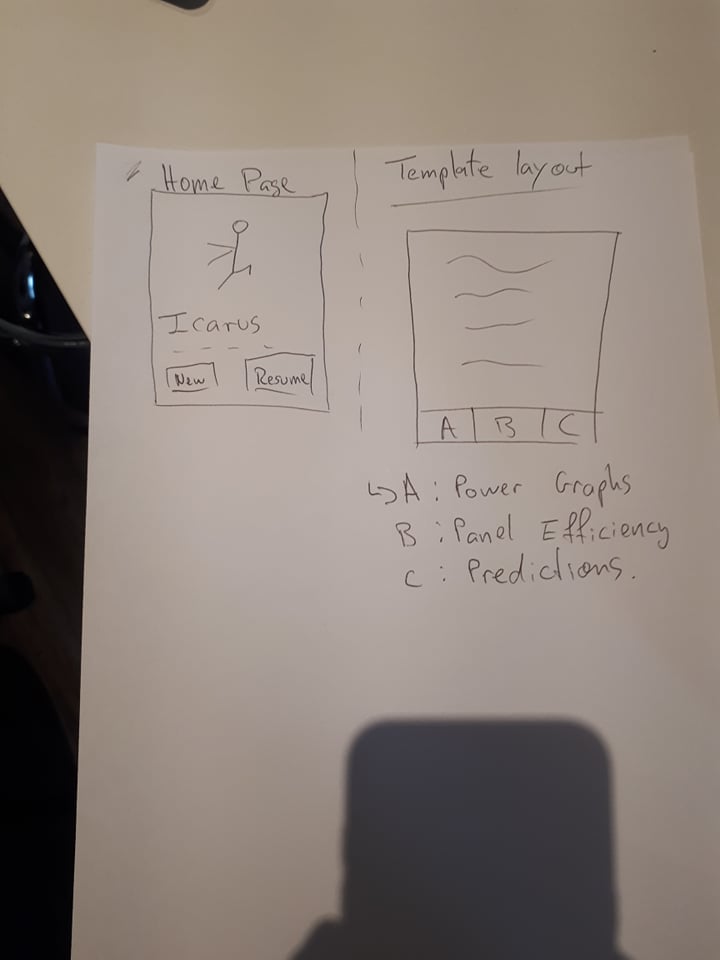 Home Page
Icarus
New
Resume
Template layout
A B C
↳ A : Power Graphs
B : Panel Efficiency
C : Predictions.